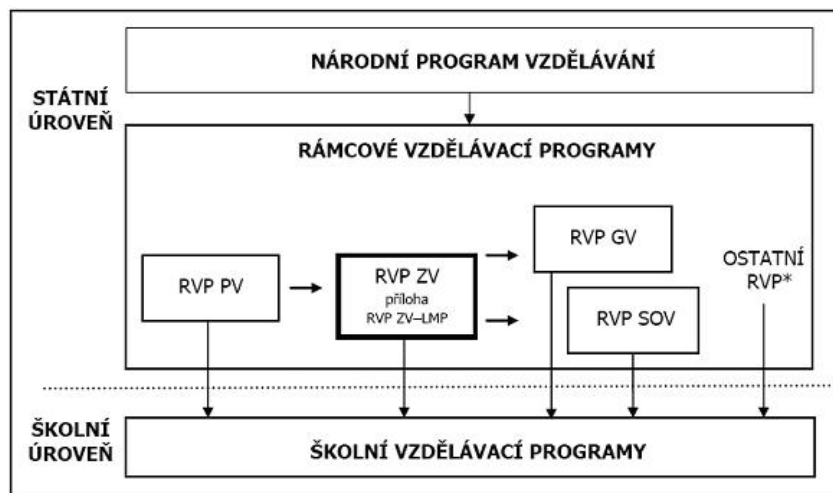 NÁRODNÍ PROGRAM VZDĚLÁVÁNÍ
STÁTNÍ
ÚROVEŇ
RÁMCOVÉ VZDĚLÁVACÍ PROGRAMY
RVP PV
RVP ZV
příloha
RVP ZV–LMP
RVP GV
RVP SOV
OSTATNÍ
RVP*
ŠKOLNÍ
ÚROVEŇ
ŠKOLNÍ VZDĚLÁVACÍ PROGRAMY